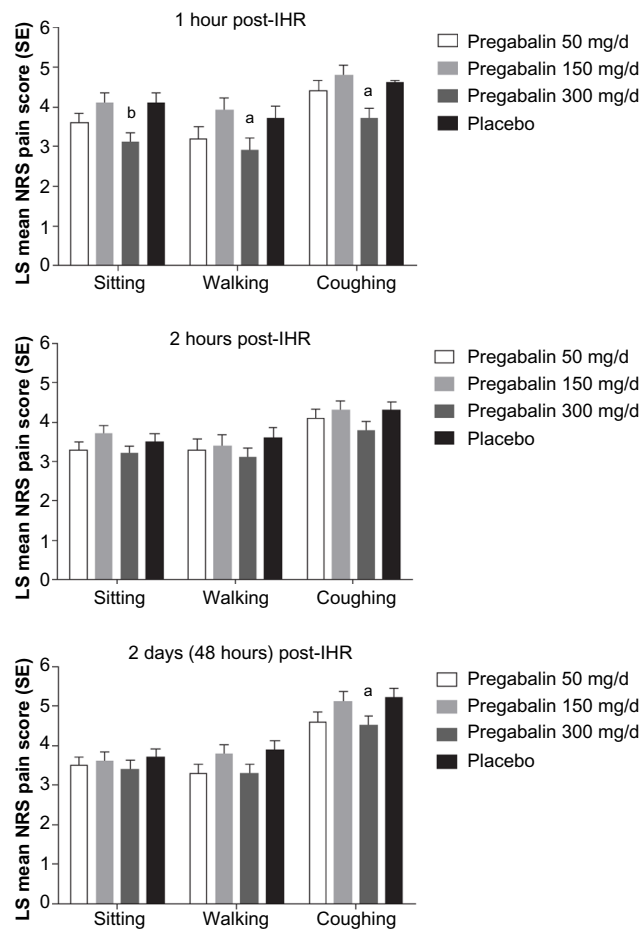 1 hour post-IHR
LS mean NRS pain score (SE)
6
5
4
3
2
1
0
b
a
a
Sitting Walking Coughing
Pregabalin 50 mg/d
Pregabalin 150 mg/d
Pregabalin 300 mg/d
Placebo
2 hours post-IHR
LS mean NRS pain score (SE)
6
5
4
3
2
1
0
Sitting Walking Coughing
Pregabalin 50 mg/d
Pregabalin 150 mg/d
Pregabalin 300 mg/d
Placebo
2 days (48 hours) post-IHR
LS mean NRS pain score (SE)
6
5
4
3
2
1
0
a
Sitting Walking Coughing
Pregabalin 50 mg/d
Pregabalin 150 mg/d
Pregabalin 300 mg/d
Placebo